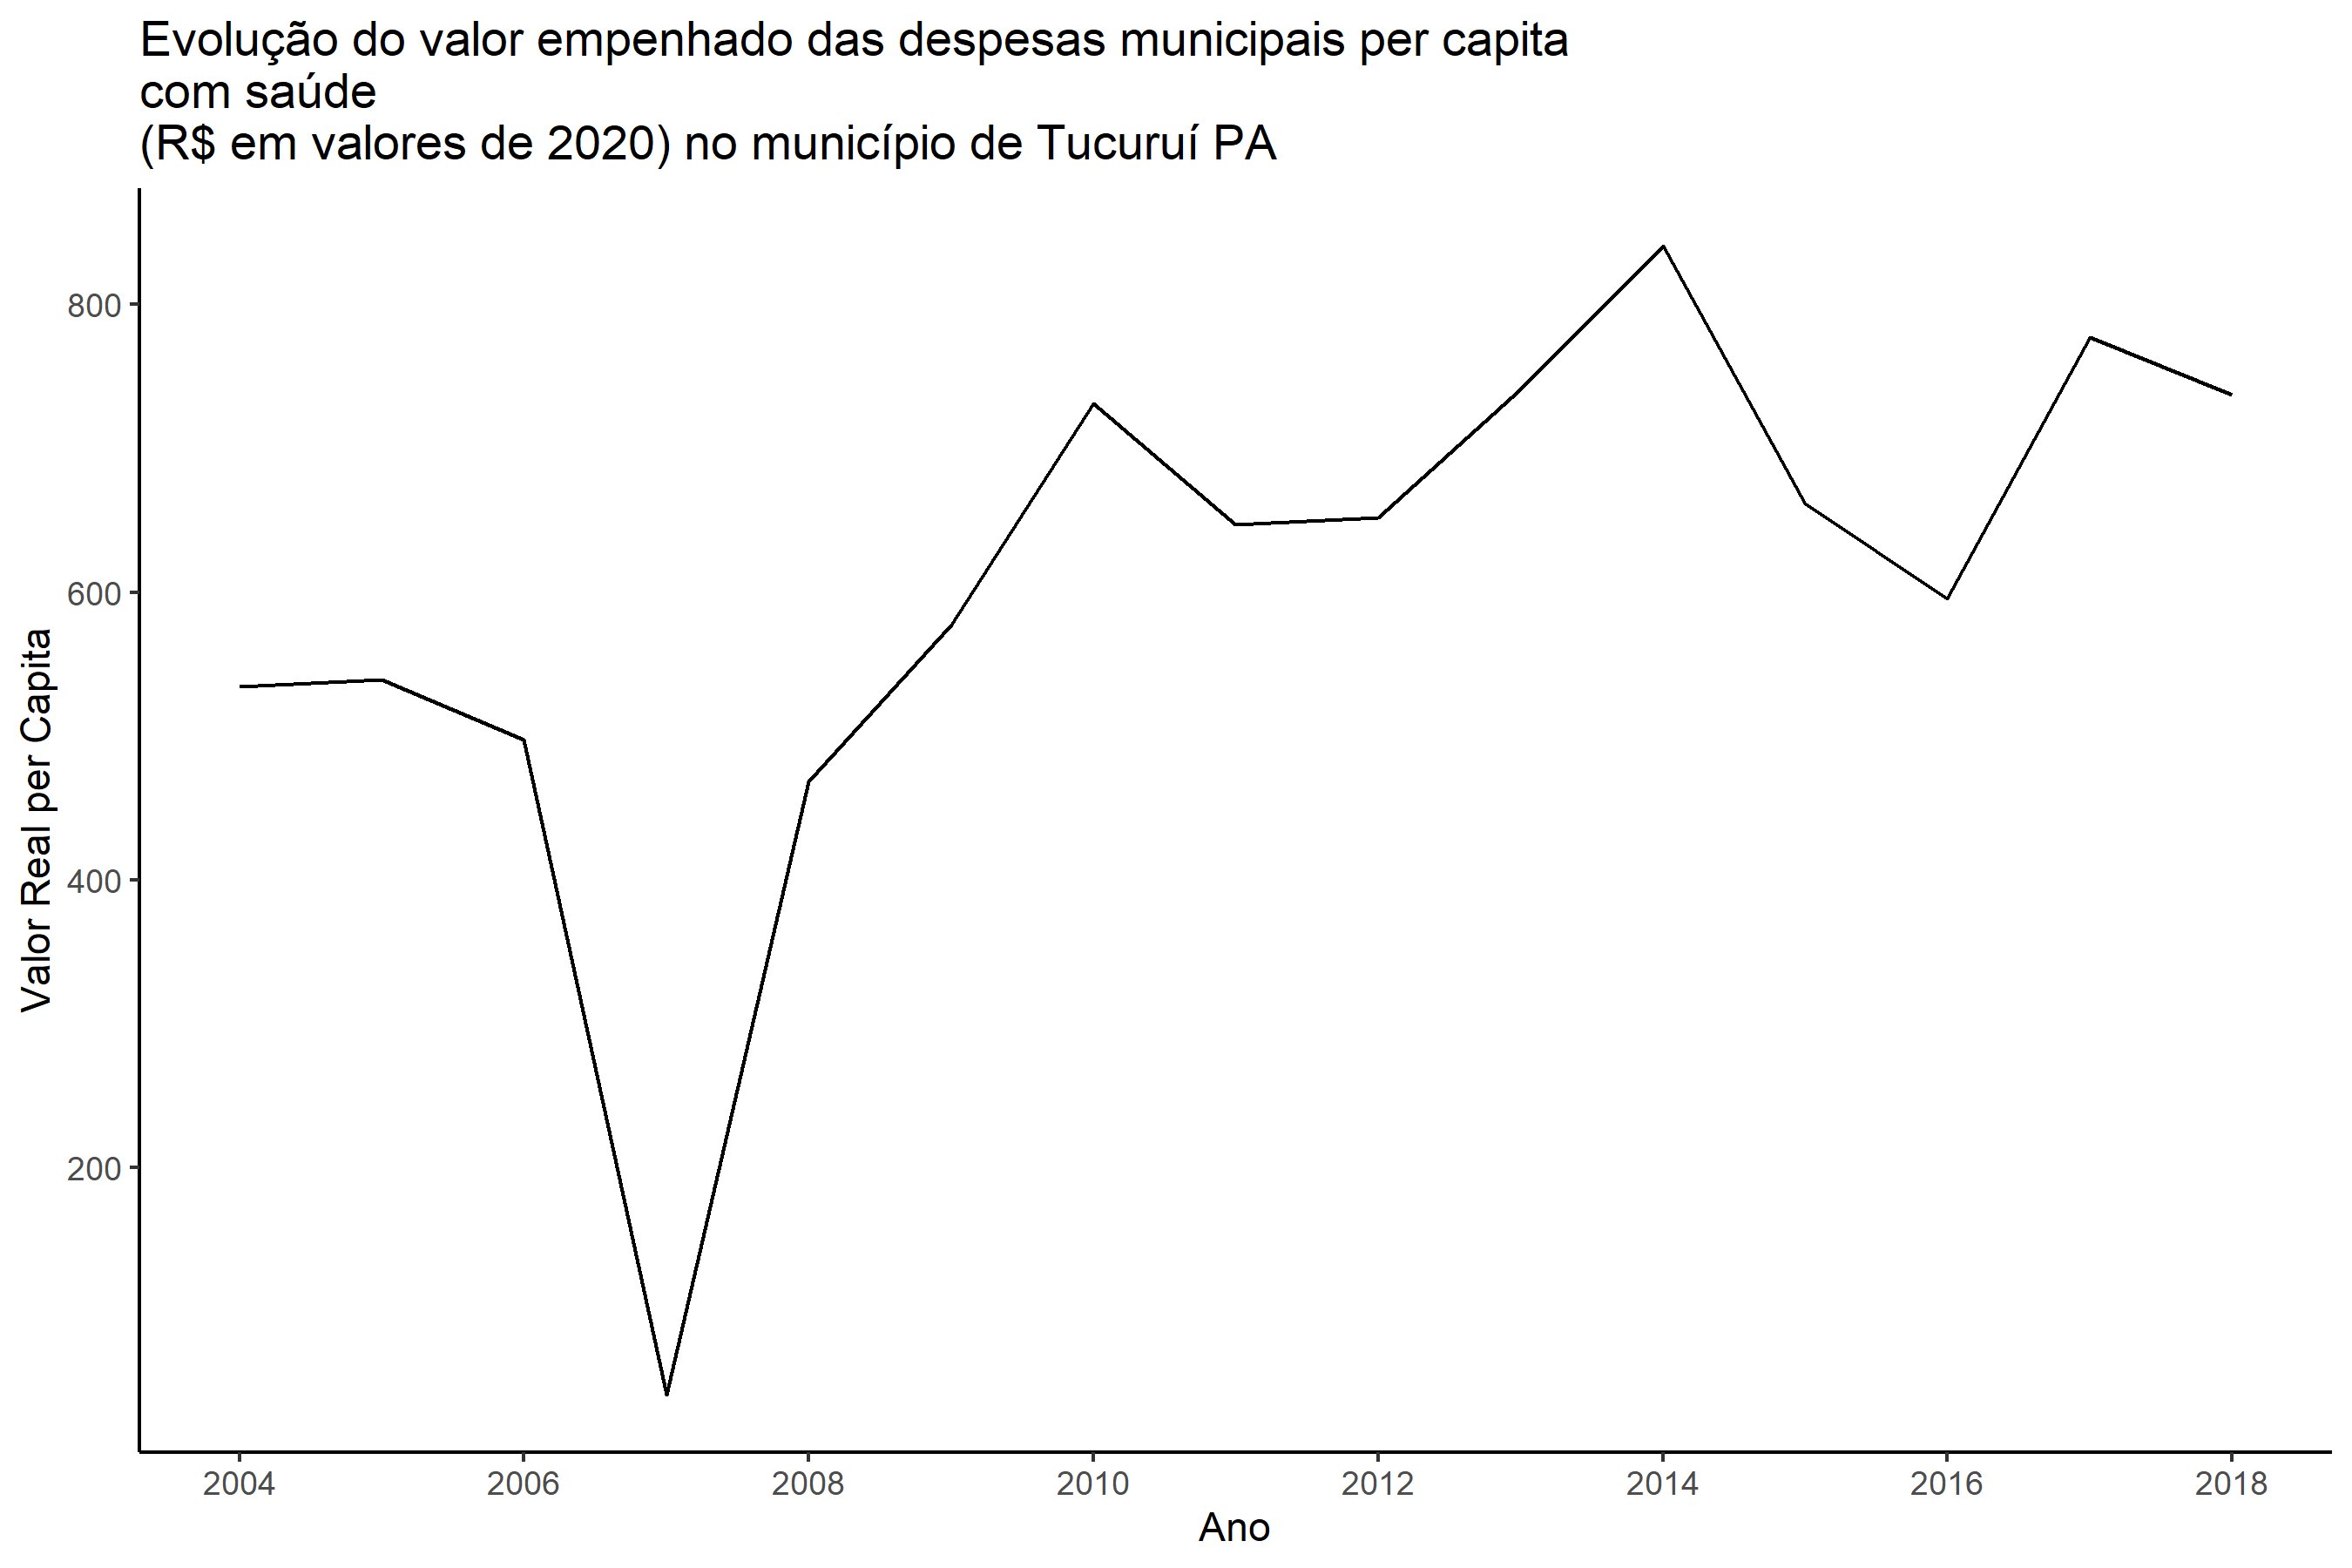 Evolução do valor empenhado das despesas municipais per capita
com saúde
(R$ em valores de 2020) no município de Tucuruí PA
Valor Real per Capita
800
600
400
200
2004 2006 2008 2010 2012 2014 2016 2018
Ano